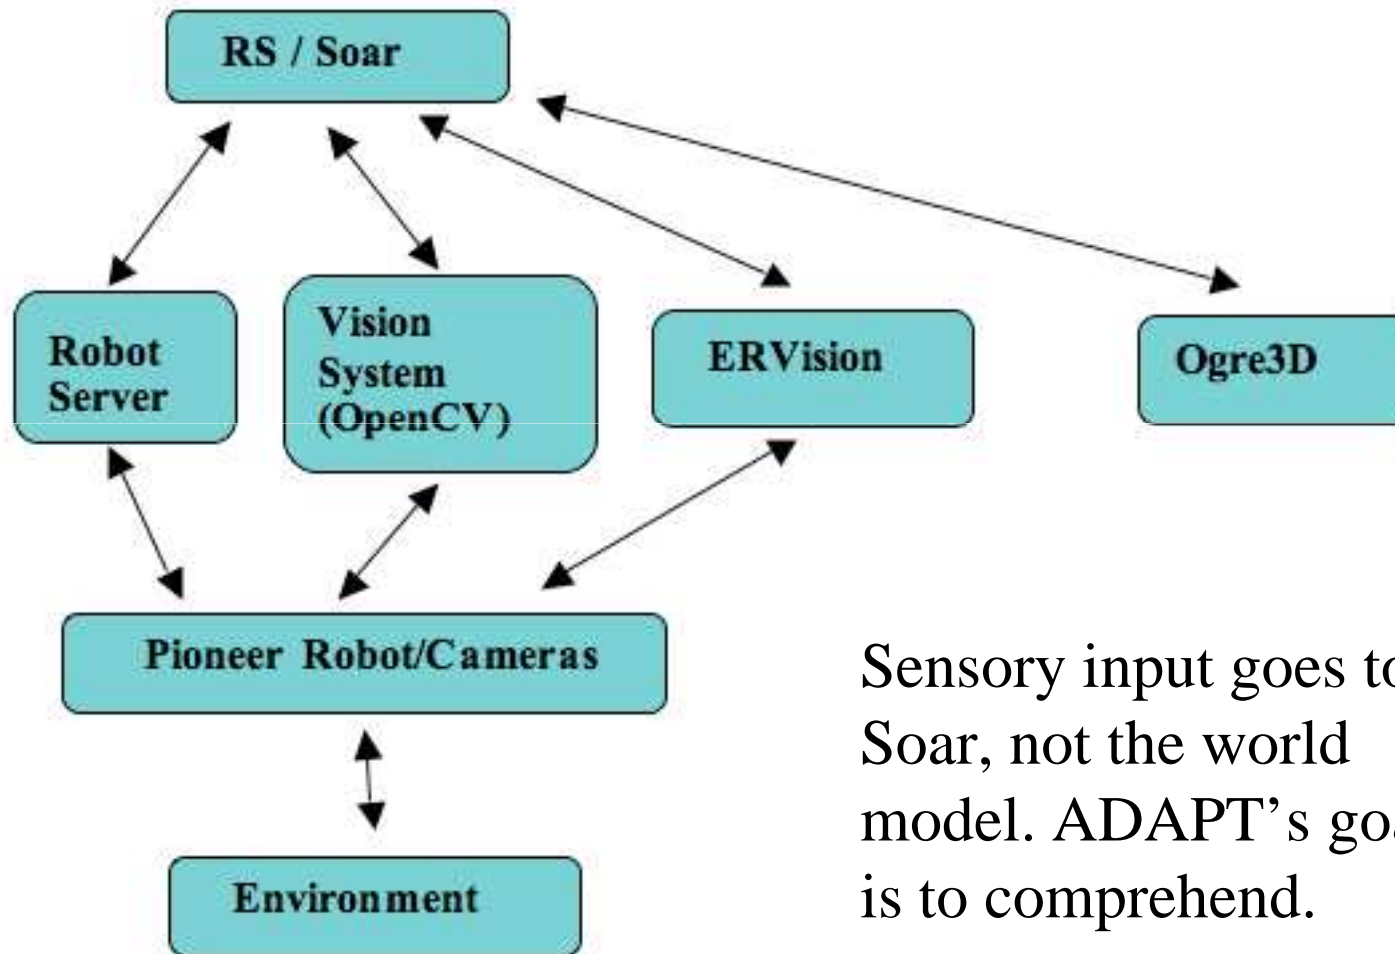 RS / Soar
Robot
Server
Vision
System
(OpenCV)
ERVision
Ogre3D
Pioneer Robot/Cameras
Environment
Sensory input goes to
Soar, not the world
model. ADAPT’s goa
is to comprehend.